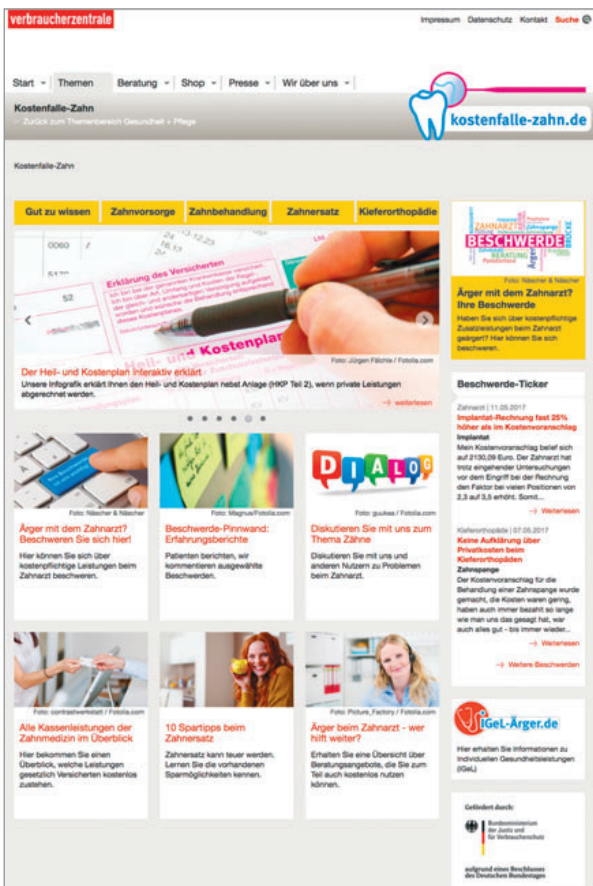 verbraucherzentrale
Impressum Datenschutz Kontakt Suche
Start Themen Beratung Shop Presse Wir über uns
Kostenfalle-Zahn
Zurück zum Themenbereich Gesundheit + Pflege
kostenfalle-zahn.de
Kostenfalle-Zahn
Gut zu wissen Zahnvorsorge Zahnbehandlung Zahnersatz Kieferorthopädie
0060 /
52
Erklärung des Versicherten
Heil- und Kostenplan
Foto: Jürgen Fälchle / Fotolia.com
Der Heil- und Kostenplan interaktiv erklärt
Unsere Infografik erklärt Ihnen den Heil- und Kostenplan nebst Anlage (HKP Teil 2), wenn private Leistungen
abgerechnet werden.
→ weiterlesen
Foto: Näscher & Näscher
Ärger mit dem Zahnarzt?
Beschweren Sie sich hier!
Hier können Sie sich über
kostenpflichtige Leistungen beim
Zahnarzt beschweren.
Foto: Magnus/Fotolia.com
Beschwerde-Pinnwand:
Erfahrungsberichte
Patienten berichten, wir
kommentieren ausgewählte
Beschwerden.
DIALOG
Foto: guukaa / Fotolia.com
Diskutieren Sie mit uns zum
Thema Zähne
Diskutieren Sie mit uns und
anderen Nutzern zu Problemen
beim Zahnarzt.
Foto: contrastwerkstatt / Fotolia.com
Alle Kassenleistungen der
Zahnmedizin im Überblick
Hier bekommen Sie einen
Überblick, welche Leistungen
gesetzlich Versicherten kostenlos
zustehen.
Foto: / Fotolia.com
10 Spartipps beim
Zahnersatz
Zahnersatz kann teuer werden.
Lernen Sie die vorhandenen
Sparmöglichkeiten kennen.
Foto: Picture_Factory / Fotolia.com
Ärger beim Zahnarzt - wer
hilft weiter?
Erhalten Sie eine Übersicht über
Beratungsangebote, die Sie zum
Teil auch kostenlos nutzen
können.
ZAHNARZT
Zahnspange
BESCHWERDE
BERATUNG
Ärger
BRÜCKE
Foto: Näscher & Näscher
Ärger mit dem Zahnarzt?
Ihre Beschwerde
Haben Sie sich über kostenpflichtige
Zusatzleistungen beim Zahnarzt
geärgert? Hier können Sie sich
beschweren.
Beschwerde-Ticker
Zahnarzt | 11.05.2017
Implantat-Rechnung fast 25%
höher als im Kostenvoranschlag
Implantat
Mein Kostenvoranschlag belief sich
auf 2130,09 Euro. Der Zahnarzt hat
trotz eingehender Untersuchungen
vor dem Eingriff bei der Rechnung
den Faktor bei vielen Positionen von
2,3 auf 3,5 erhöht. Somit...
→ Weiterlesen
Kieferorthopäde | 07.05.2017
Keine Aufklärung über
Privatkosten beim
Kieferorthopäden
Zahnspange
Der Kostenvoranschlag für die
Behandlung einer Zahnspange wurde
gemacht, die Kosten waren gering,
haben auch immer bezahlt so lange
wie man uns das gesagt hat, war
auch alles gut - bis immer wieder...
→ Weiterlesen
→ Weitere Beschwerden
iGeL-Ärger.de
Hier erhalten Sie Informationen zu
Individuellen Gesundheitsleistungen
(IGeL)
Gefördert durch:
Bundesministerium
der Justiz und
für Verbraucherschutz
aufgrund eines Beschlusses
des Deutschen Bundestages